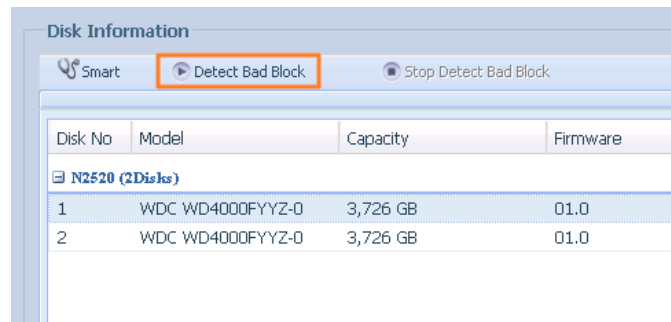 Disk Information
Smart Detect Bad Block Stop Detect Bad Block
Disk No Model Capacity Firmware
N2520 (2Disks)
1 WDC WD4000FYYZ-0 3,726 GB 01.0
2 WDC WD4000FYYZ-0 3,726 GB 01.0